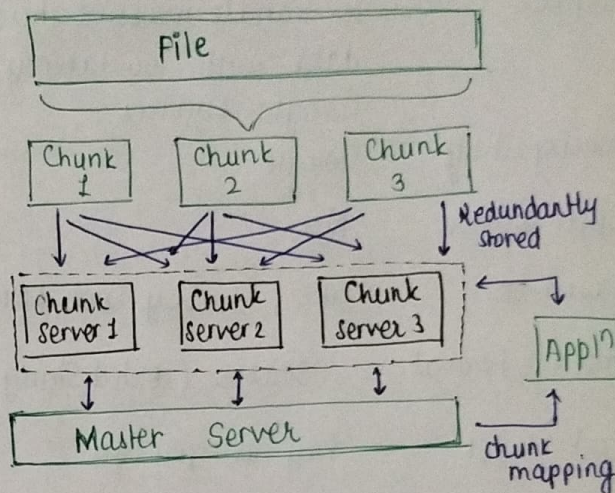 File
Chunk
1
Chunk
2
Chunk
3
Redundantly
stored
Chunk
Server 1
Chunk
Server 2
Chunk
Server 3
Appln
Master Server
chunk
mapping